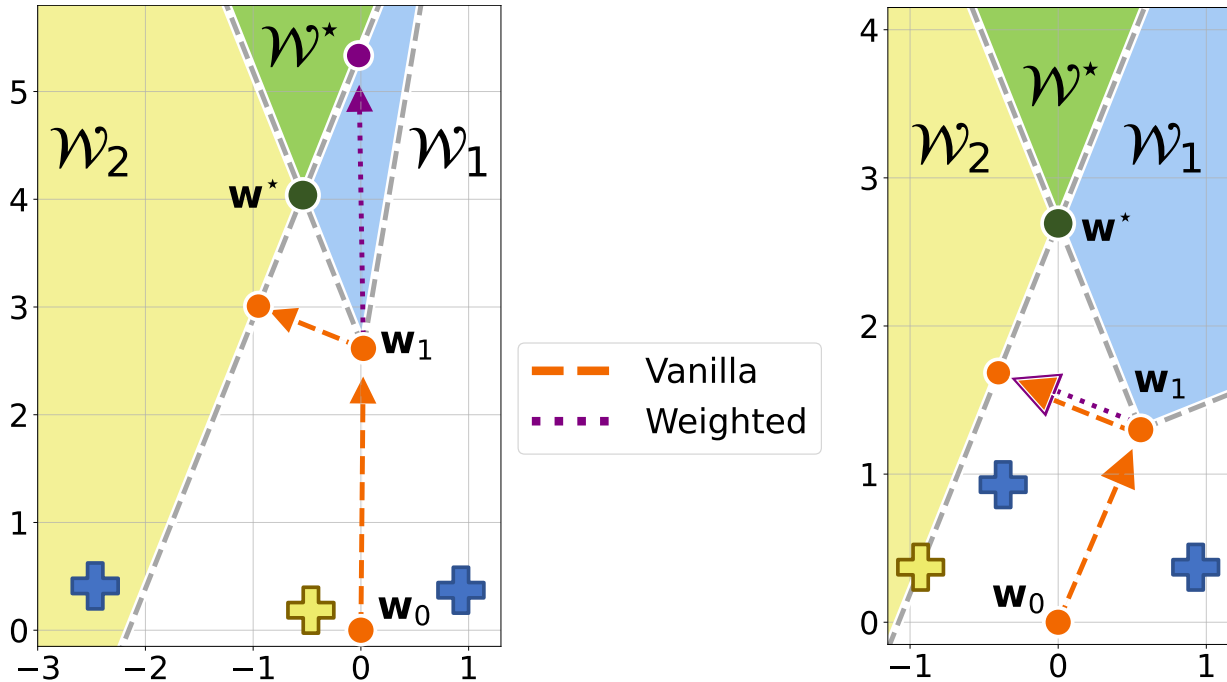 𝒲⋆
𝒲₂
𝒲₁
w⋆
w₁
w₀
5
4
3
2
1
0
−3
−2
−1
0
1
Vanilla
Weighted
𝒲⋆
𝒲₂
𝒲₁
w⋆
w₁
w₀
4
3
2
1
0
−1
0
1